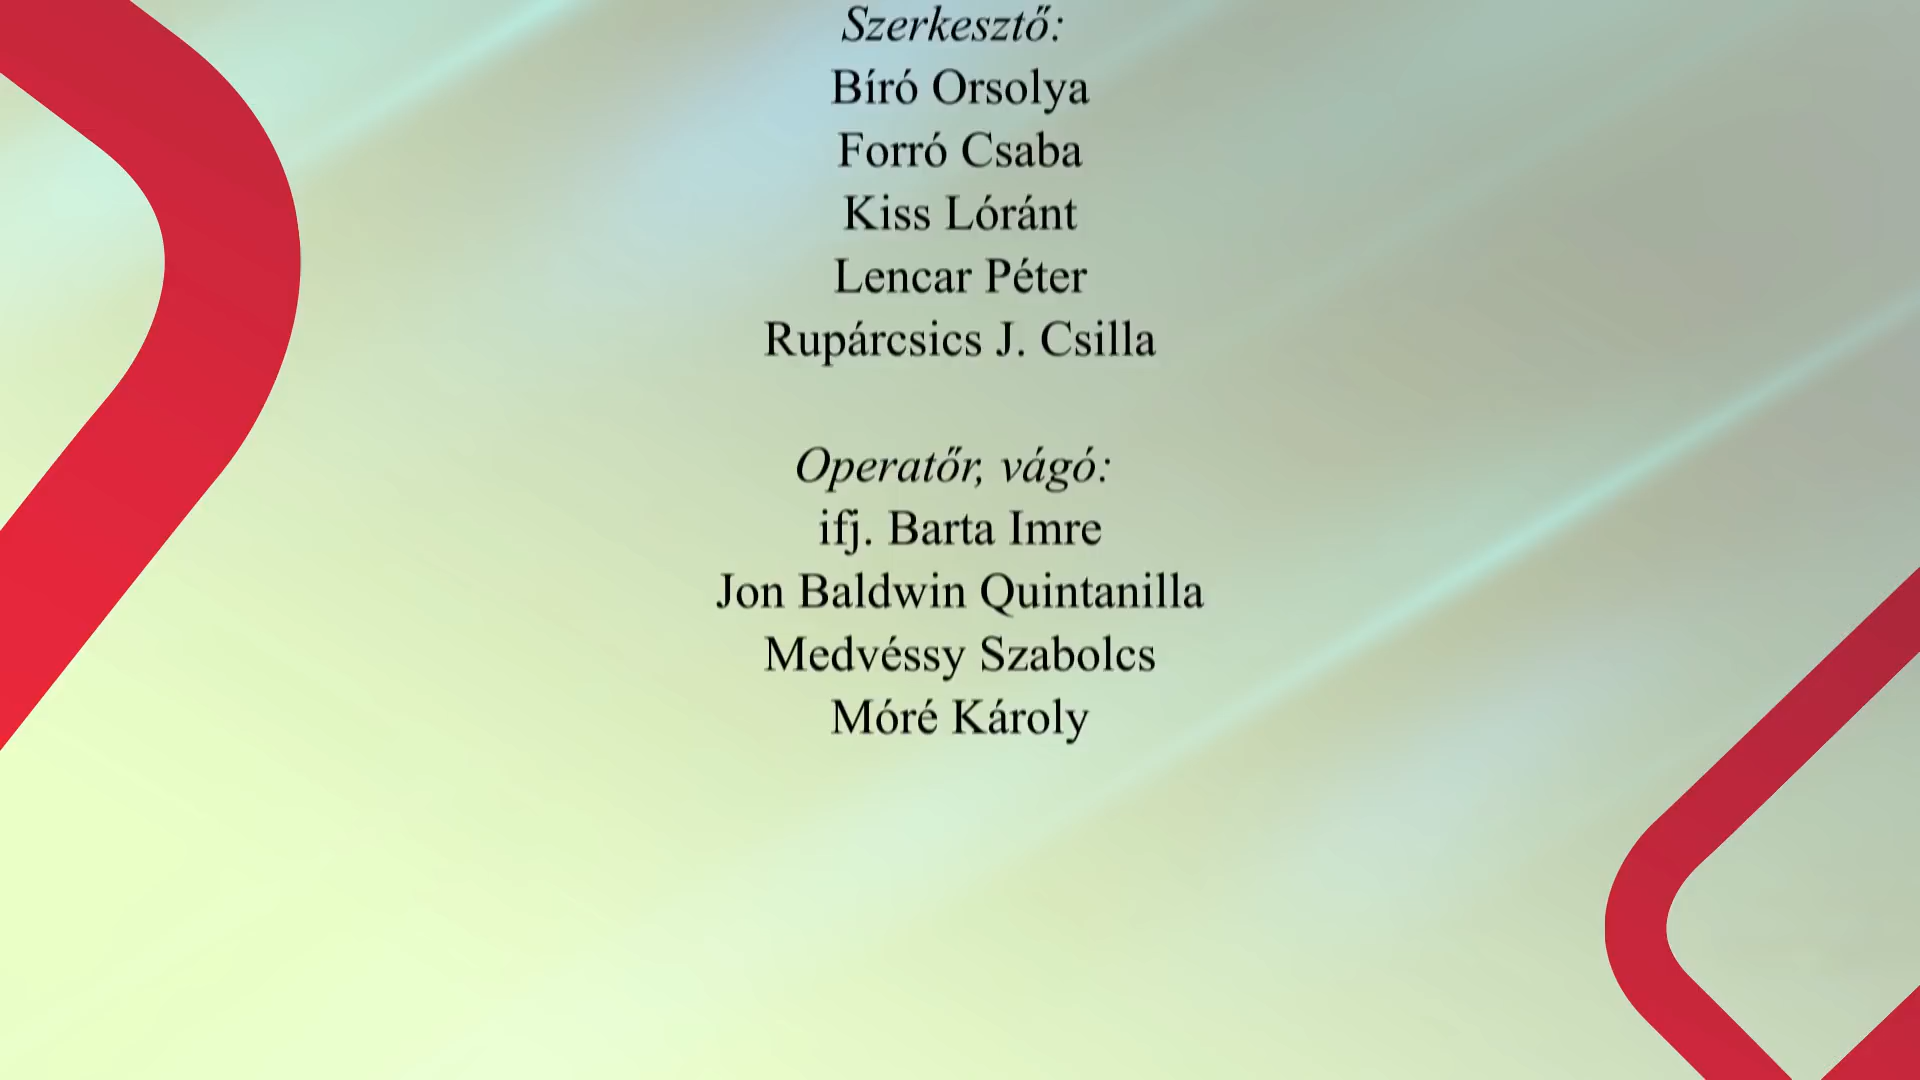 Szerkesztő:
Bíró Orsolya
Forró Csaba
Kiss Lóránt
Lencar Péter
Rupárcsics J. Csilla
Operatőr, vágó:
ifj. Barta Imre
Jon Baldwin Quintanilla
Medvéssy Szabolcs
Móré Károly